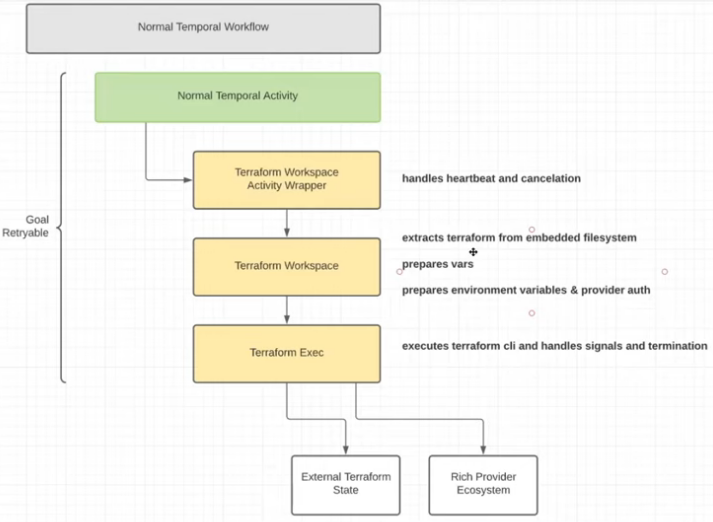 Normal Temporal Workflow
Normal Temporal Activity
Terraform Workspace
Activity Wrapper
handles heartbeat and cancelation
Goal
Retryable
extracts terraform from embedded filesystem
Terraform Workspace
prepares vars
prepares environment variables & provider auth
Terraform Exec
executes terraform cli and handles signals and termination
External Terraform
State
Rich Provider
Ecosystem